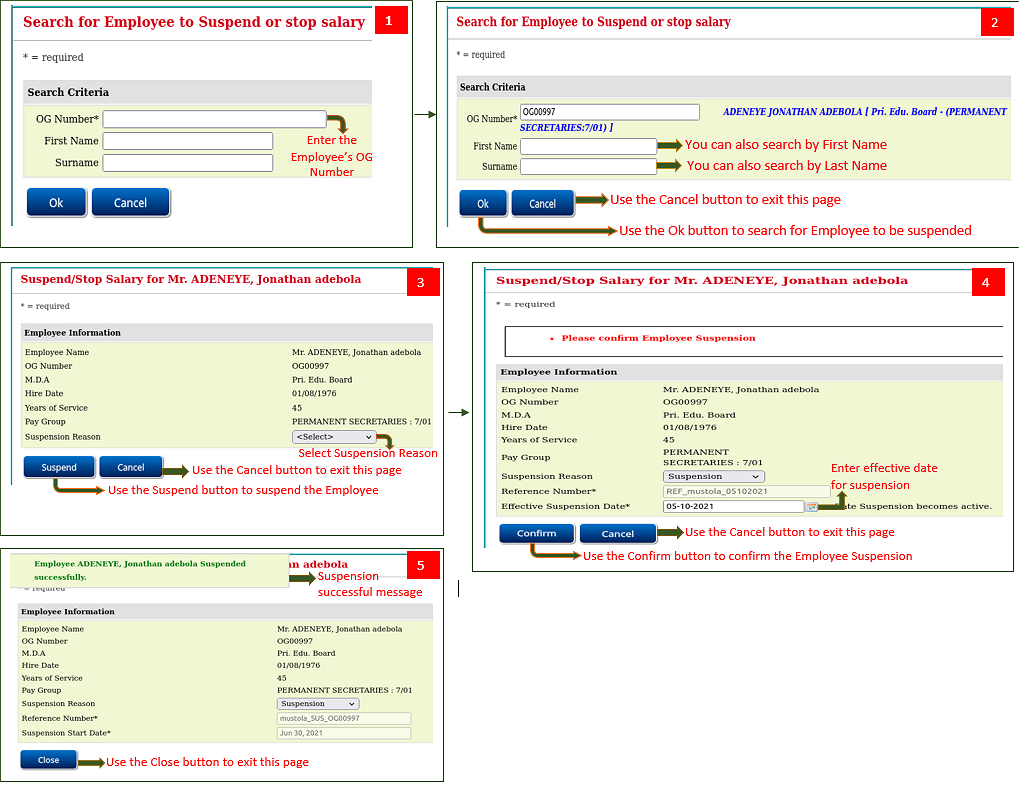 Search for Employee to Suspend or stop salary
1
* = required
Search Criteria
OG Number*
First Name
Surname
Enter the
Employee's OG
Number
Ok Cancel
Search for Employee to Suspend or stop salary
2
* = required
Search Criteria
OG Number* OG00997 ADENEYE JONATHAN ADEBOLA [ Pri. Edu. Board - (PERMANENT
SECRETARIES:7/01) ]
First Name You can also search by First Name
Surname You can also search by Last Name
Ok Cancel Use the Cancel button to exit this page
Use the Ok button to search for Employee to be suspended
Suspend/Stop Salary for Mr. ADENEYE, Jonathan adebola
3
* = required
Employee Information
Employee Name Mr. ADENEYE, Jonathan adebola
OG Number OG00997
M.D.A Pri. Edu. Board
Hire Date 01/08/1976
Years of Service 45
Pay Group PERMANENT SECRETARIES : 7/01
Suspension Reason <Select>
Select Suspension Reason
Suspend Cancel Use the Cancel button to exit this page
Use the Suspend button to suspend the Employee
Suspend/Stop Salary for Mr. ADENEYE, Jonathan adebola
4
* = required
• Please confirm Employee Suspension
Employee Information
Employee Name Mr. ADENEYE, Jonathan adebola
OG Number OG00997
M.D.A Pri. Edu. Board
Hire Date 01/08/1976
Years of Service 45
Pay Group PERMANENT
SECRETARIES : 7/01
Suspension Reason Suspension
Reference Number* REF_mustola_05102021
Effective Suspension Date* 05-10-2021 ate Suspension becomes active.
Enter effective date
for suspension
Confirm Cancel Use the Cancel button to exit this page
Use the Confirm button to confirm the Employee Suspension
Employee ADENEYE, Jonathan adebola Suspended
successfully.
an adebola
5
Suspension
successful message
* = required
Employee Information
Employee Name Mr. ADENEYE, Jonathan adebola
OG Number OG00997
M.D.A Pri. Edu. Board
Hire Date 01/08/1976
Years of Service 45
Pay Group PERMANENT SECRETARIES : 7/01
Suspension Reason Suspension
Reference Number* mustola_SUS_OG00997
Suspension Start Date* Jun 30, 2021
Close Use the Close button to exit this page